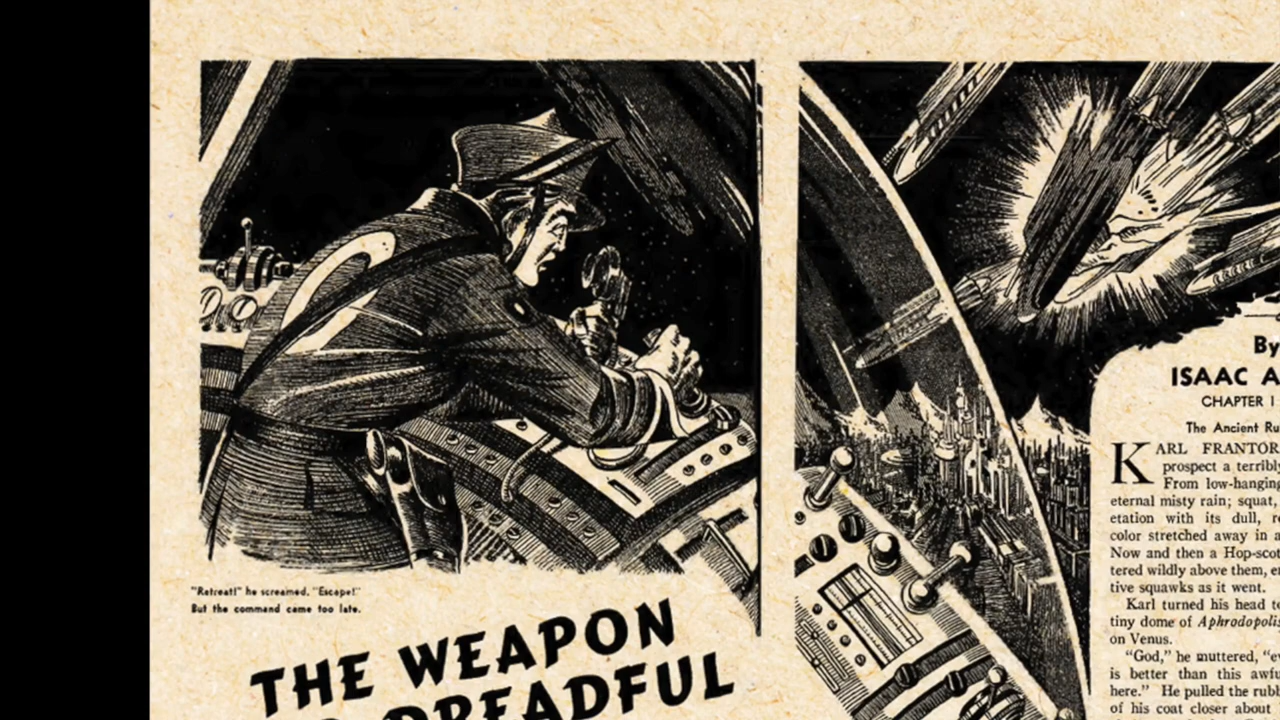 "Retreat!" he screamed. "Escape!"
But the command came too late.
THE WEAPON
DREADFUL
By
ISAAC A
CHAPTER 1
The Ancient Ru
KARL FRANTOR
prospect a terribly
From low-hanging
eternal misty rain; squat,
etation with its dull, r
color stretched away in a
Now and then a Hop-scot
tered wildly above them, e
tive squawks as it went.
Karl turned his head to
tiny dome of Aphrodopolis
on Venus.
"God," he muttered, "ev
is better than this awfu
here." He pulled the rubb
of his coat closer about